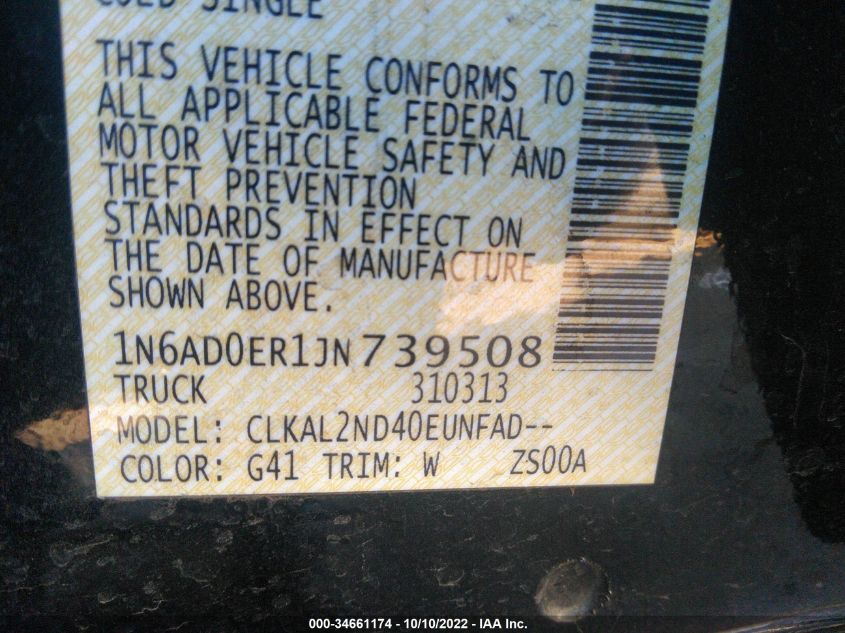 COLD SINGLE
THIS VEHICLE CONFORMS TO
ALL APPLICABLE FEDERAL
MOTOR VEHICLE SAFETY AND
THEFT PREVENTION
STANDARDS IN EFFECT ON
THE DATE OF MANUFACTURE
SHOWN ABOVE.
1N6AD0ER1JN739508
TRUCK 310313
MODEL: CLKAL2ND40EUNFAD--
COLOR: G41 TRIM: W ZS00A
000-34661174 - 10/10/2022 - IAA Inc.